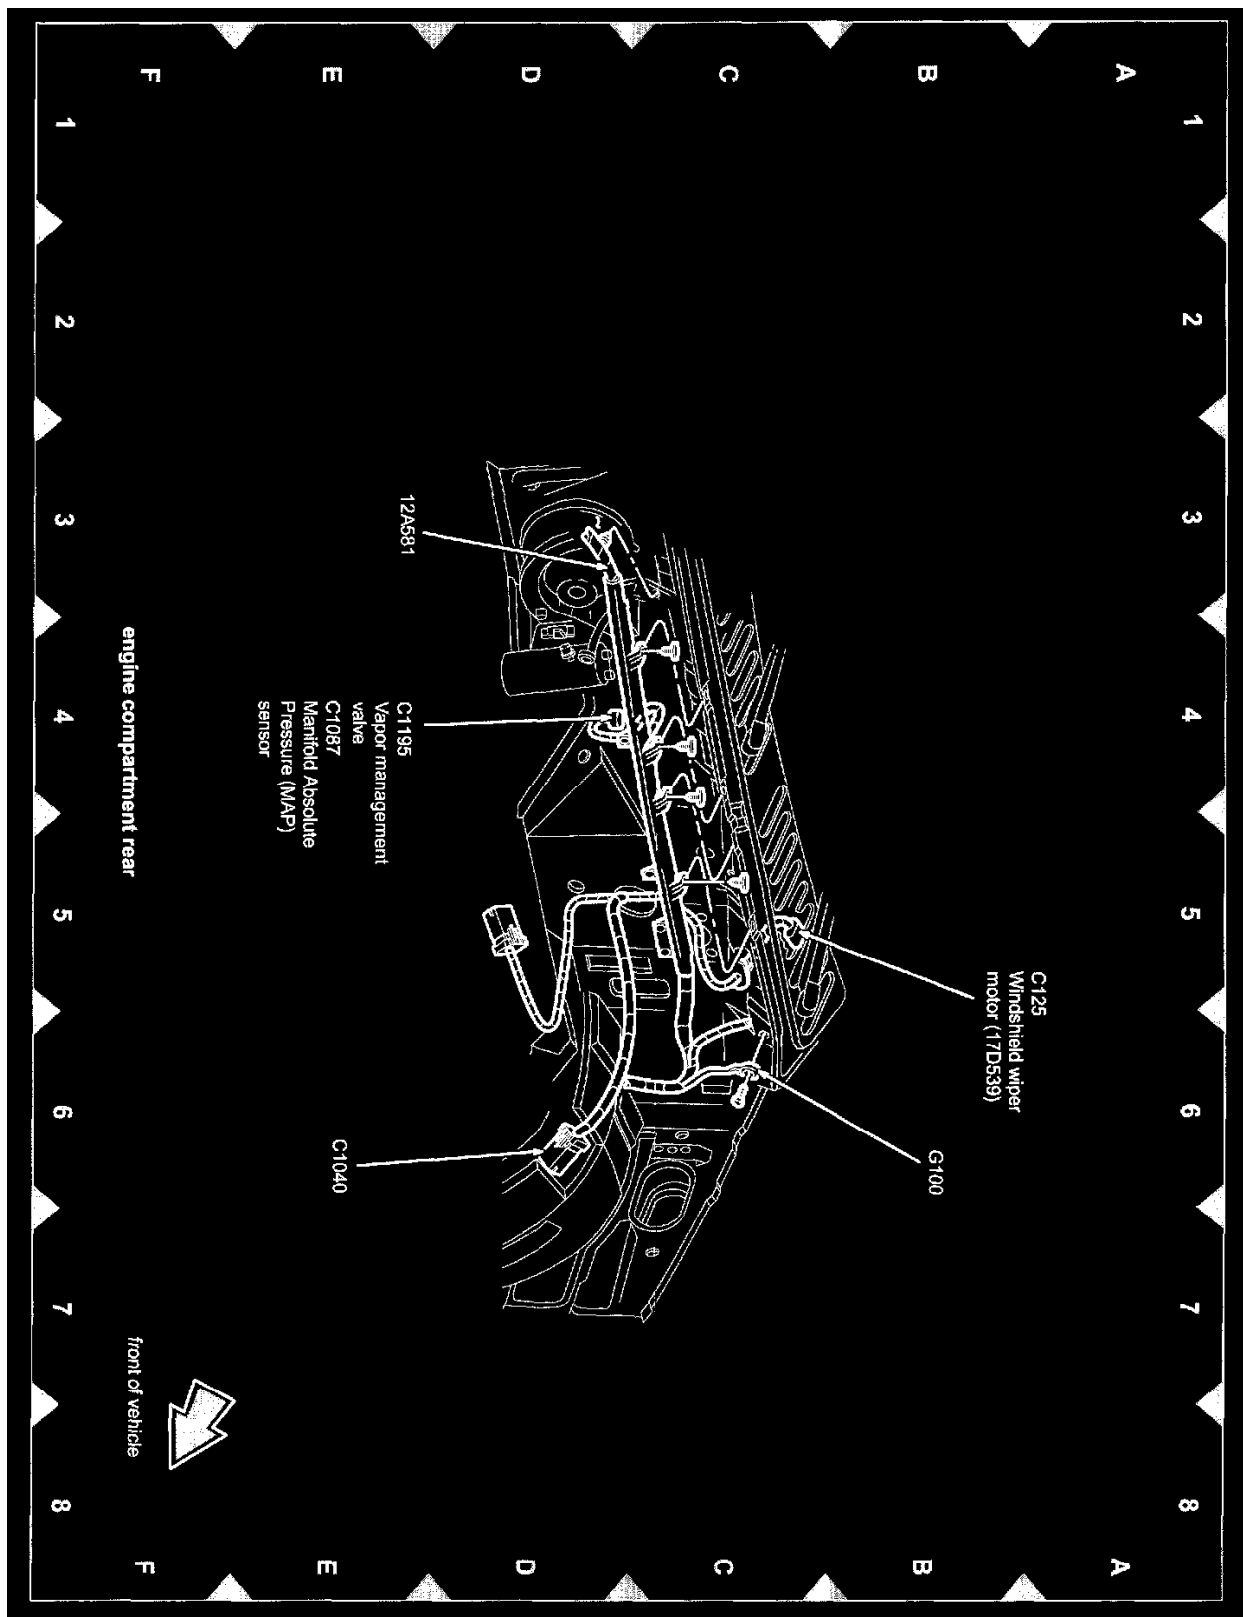 1 2 3 4 5 6 7 8
A A
B B
C C
D D
E E
F F
C125
Windshield wiper
motor (17D539)
G100
12A581
C1195
Vapor management
valve
C1087
Manifold Absolute
Pressure (MAP)
sensor
C1040
engine compartment rear
front of vehicle
1 2 3 4 5 6 7 8